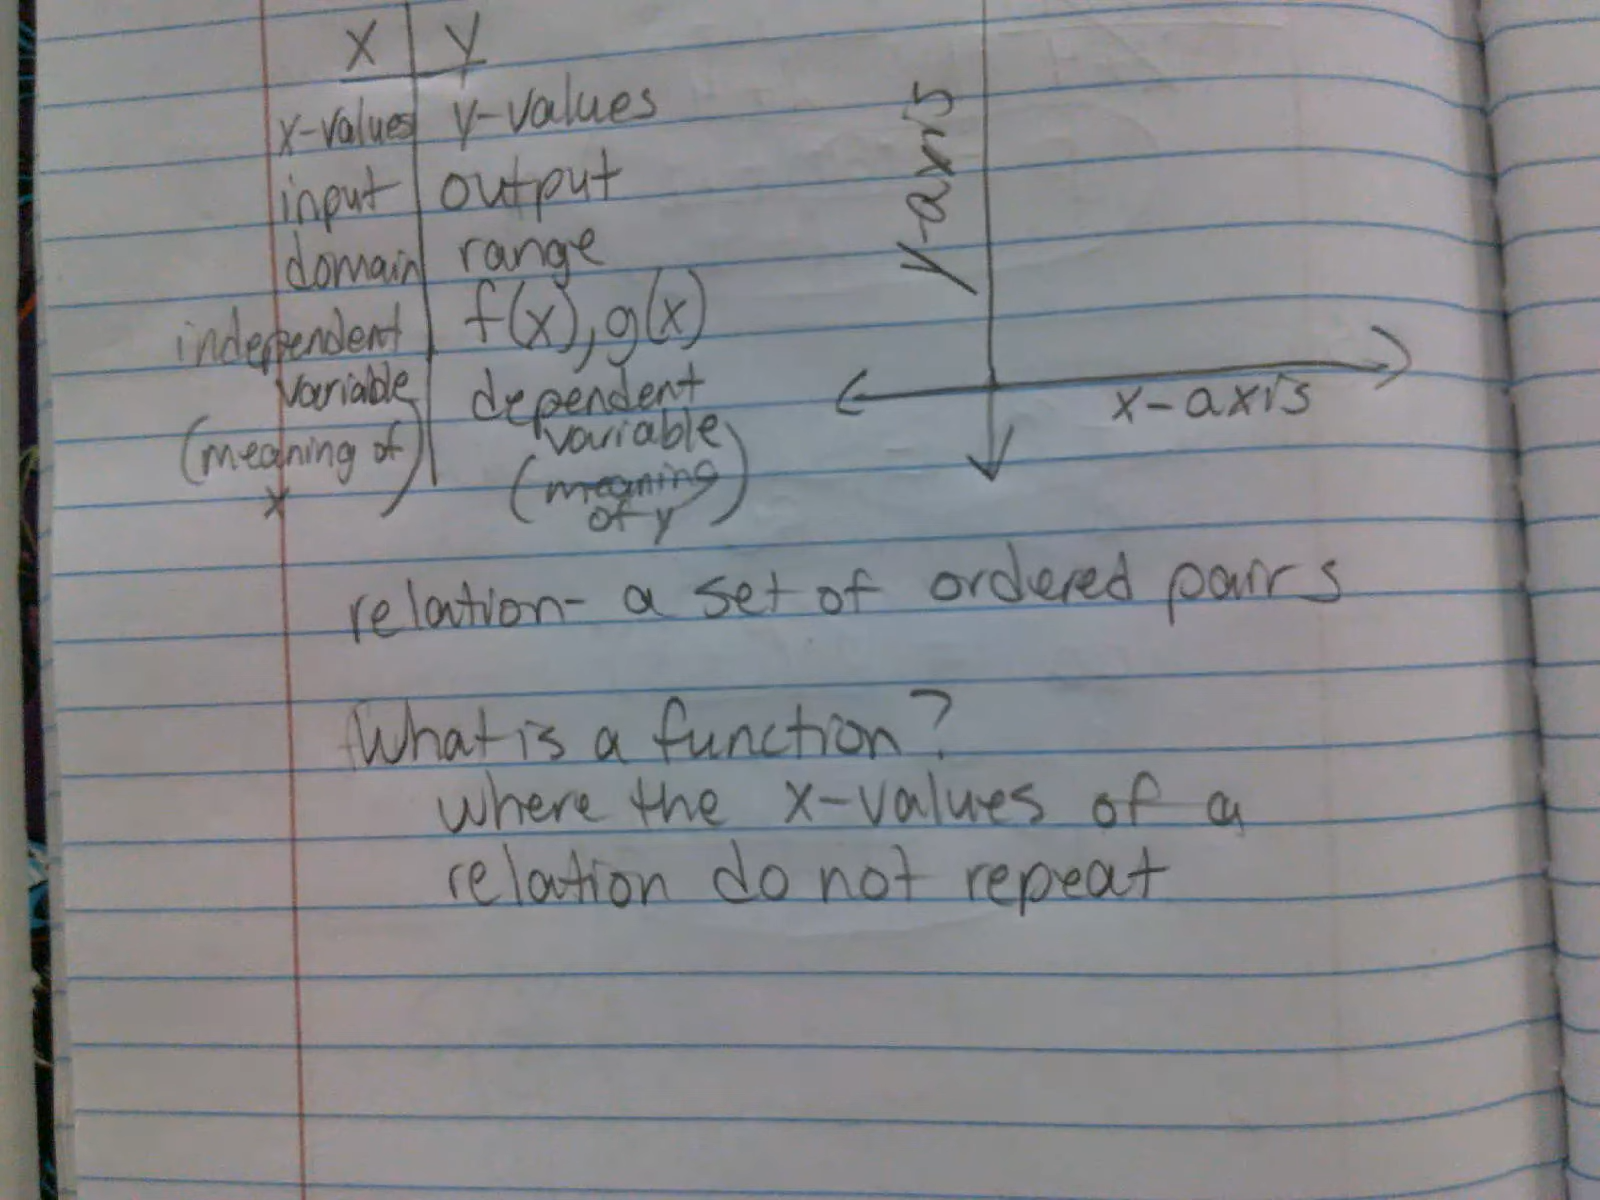 x y
x-values y-values
input output
domain range
independent f(x), g(x)
variable dependent
(meaning of variable
x) (meaning
of y)
y-axis
x-axis
relation- a set of ordered pairs
What is a function?
where the x-values of a
relation do not repeat